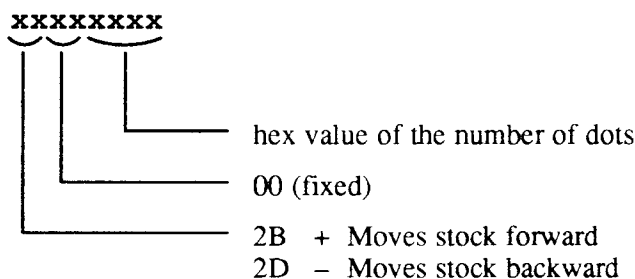 xxxxxxxx
hex value of the number of dots
00 (fixed)
2B + Moves stock forward
2D – Moves stock backward